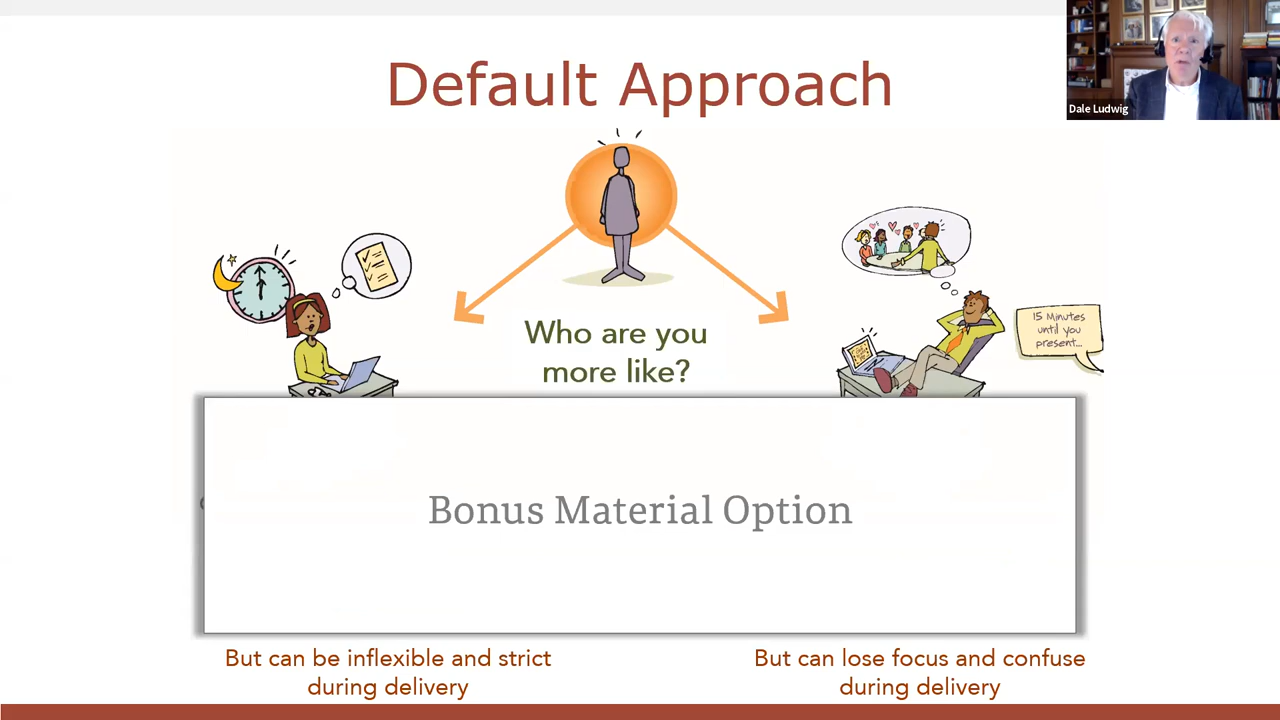 Default Approach
Dale Ludwig
15 Minutes
until you
present...
Who are you
more like?
Bonus Material Option
But can be inflexible and strict
during delivery
But can lose focus and confuse
during delivery